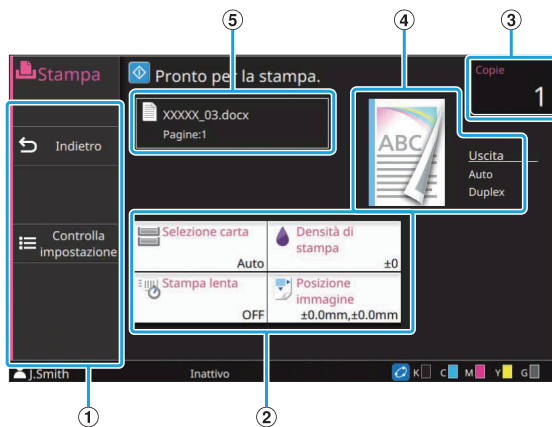 ⑤ ④ ③
Stampa
Pronto per la stampa.
Copie
1
XXXXX_03.docx
Pagine:1
ABC
Uscita
Auto
Duplex
Indietro
Controlla
impostazione
Selezione carta
Auto
Densità di
stampa
±0
Stampa lenta
OFF
Posizione
immagine
±0.0mm,±0.0mm
J.Smith
Inattivo
K C M Y G
① ②